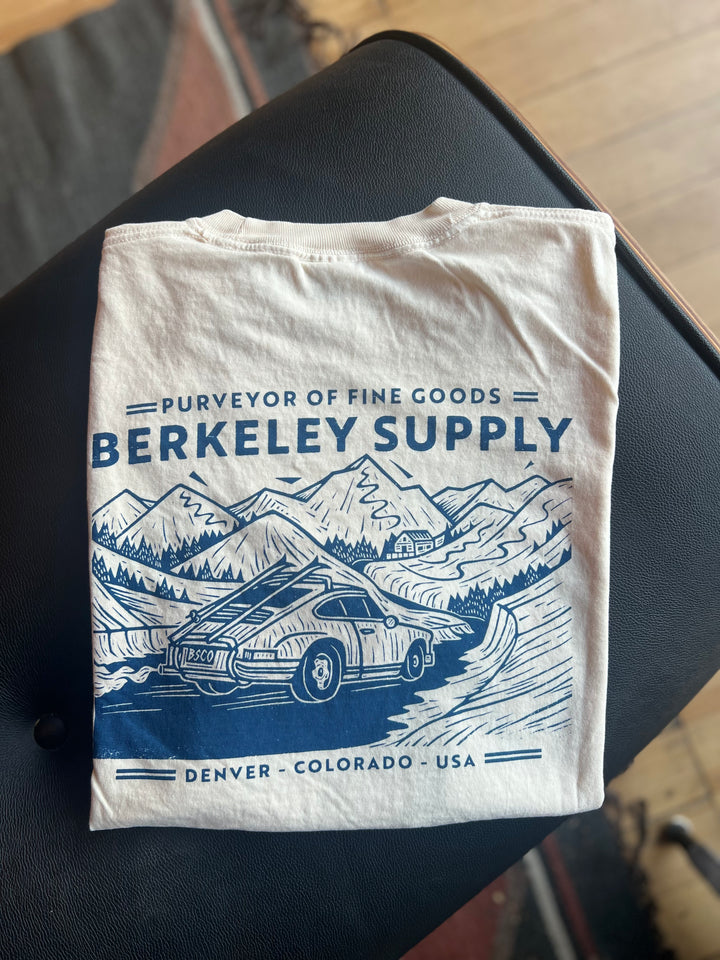 PURVEYOR OF FINE GOODS
BERKELEY SUPPLY
BSCO
DENVER - COLORADO - USA